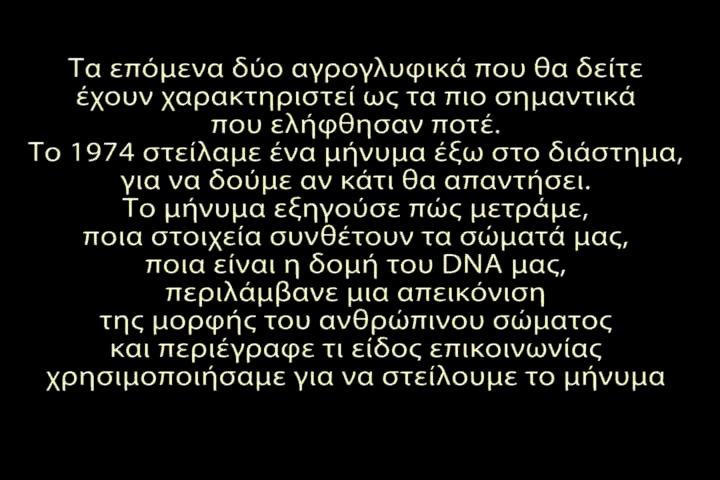 Τα επόμενα δύο αγρογλυφικά που θα δείτε
έχουν χαρακτηριστεί ως τα πιο σημαντικά
που ελήφθησαν ποτέ.
Το 1974 στείλαμε ένα μήνυμα έξω στο διάστημα,
για να δούμε αν κάτι θα απαντήσει.
Το μήνυμα εξηγούσε πώς μετράμε,
ποια στοιχεία συνθέτουν τα σώματά μας,
ποια είναι η δομή του DNA μας,
περιλάμβανε μια απεικόνιση
της μορφής του ανθρώπινου σώματος
και περιέγραφε τι είδος επικοινωνίας
χρησιμοποιήσαμε για να στείλουμε το μήνυμα